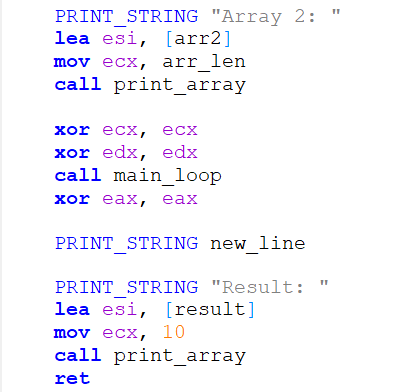 PRINT_STRING "Array 2: "
lea esi, [arr2]
mov ecx, arr_len
call print_array
xor ecx, ecx
xor edx, edx
call main_loop
xor eax, eax
PRINT_STRING new_line
PRINT_STRING "Result: "
lea esi, [result]
mov ecx, 10
call print_array
ret